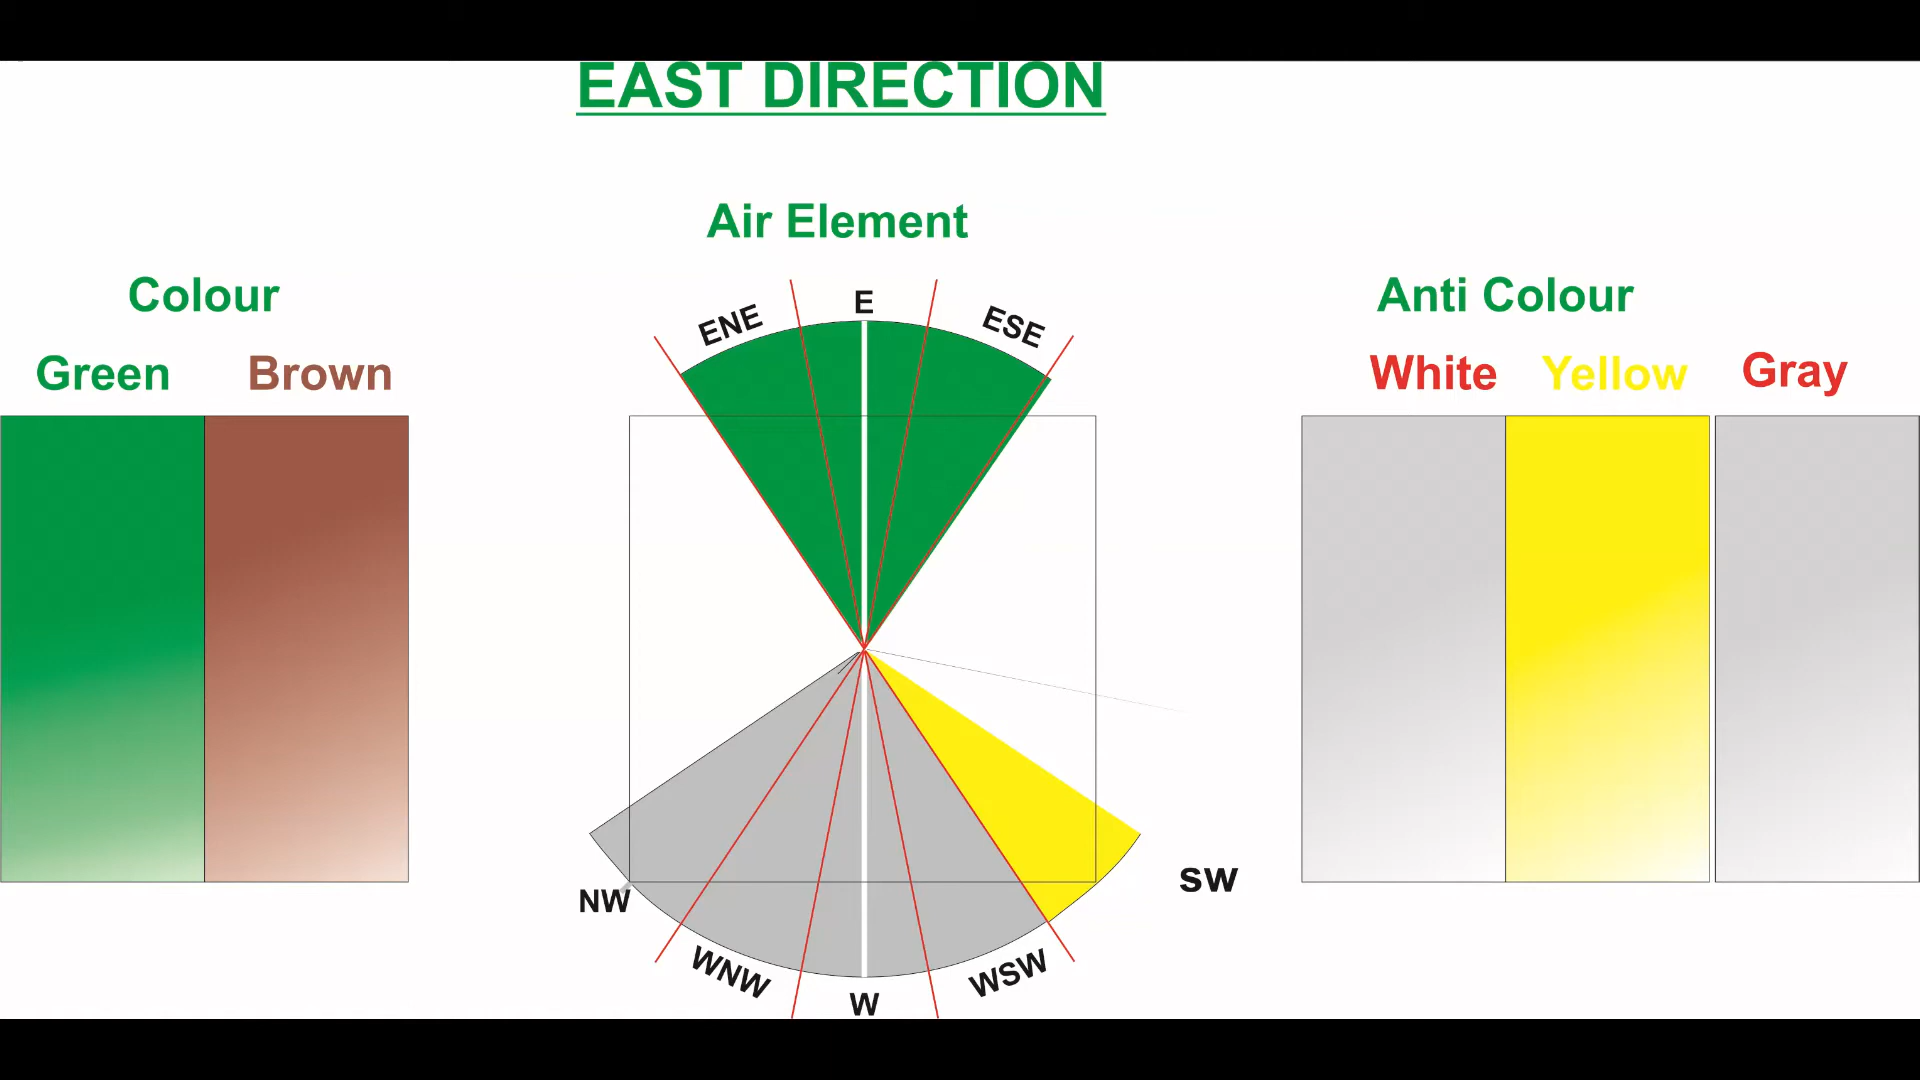 EAST DIRECTION
Air Element
Colour
Anti Colour
Green Brown
White Yellow Gray
ENE E ESE
NW SW
WNW W WSW